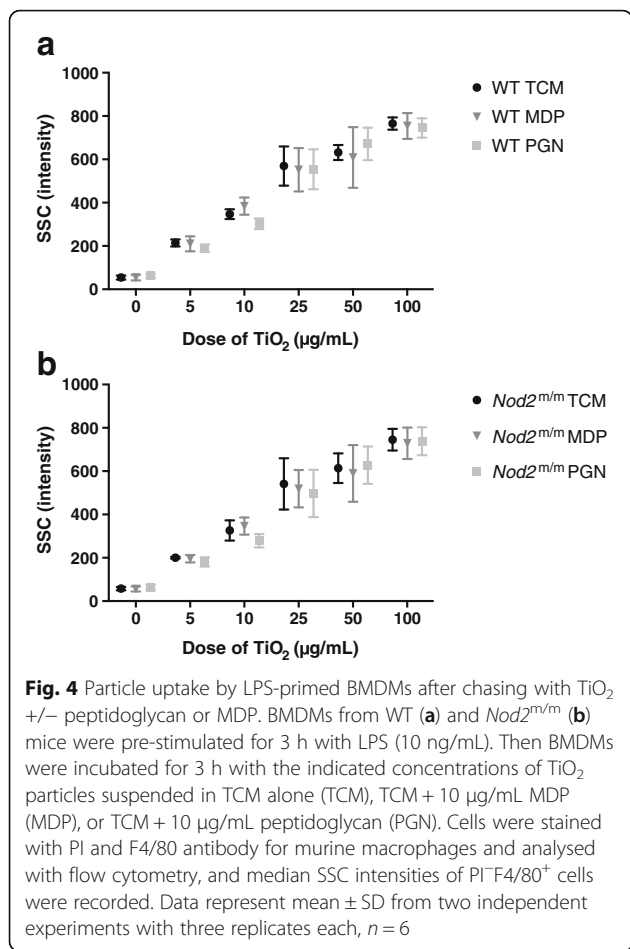 a
1000
800
600
400
200
0
SSC (intensity)
0 5 10 25 50 100
Dose of TiO₂ (µg/mL)
WT TCM
WT MDP
WT PGN
b
1000
800
600
400
200
0
SSC (intensity)
0 5 10 25 50 100
Dose of TiO₂ (µg/mL)
Nod2ᵐ/ᵐ TCM
Nod2ᵐ/ᵐ MDP
Nod2ᵐ/ᵐ PGN
Fig. 4 Particle uptake by LPS-primed BMDMs after chasing with TiO₂
+/− peptidoglycan or MDP. BMDMs from WT (a) and Nod2ᵐ/ᵐ (b)
mice were pre-stimulated for 3 h with LPS (10 ng/mL). Then BMDMs
were incubated for 3 h with the indicated concentrations of TiO₂
particles suspended in TCM alone (TCM), TCM + 10 µg/mL MDP
(MDP), or TCM + 10 µg/mL peptidoglycan (PGN). Cells were stained
with PI and F4/80 antibody for murine macrophages and analysed
with flow cytometry, and median SSC intensities of PI⁻F4/80⁺ cells
were recorded. Data represent mean ± SD from two independent
experiments with three replicates each, n = 6